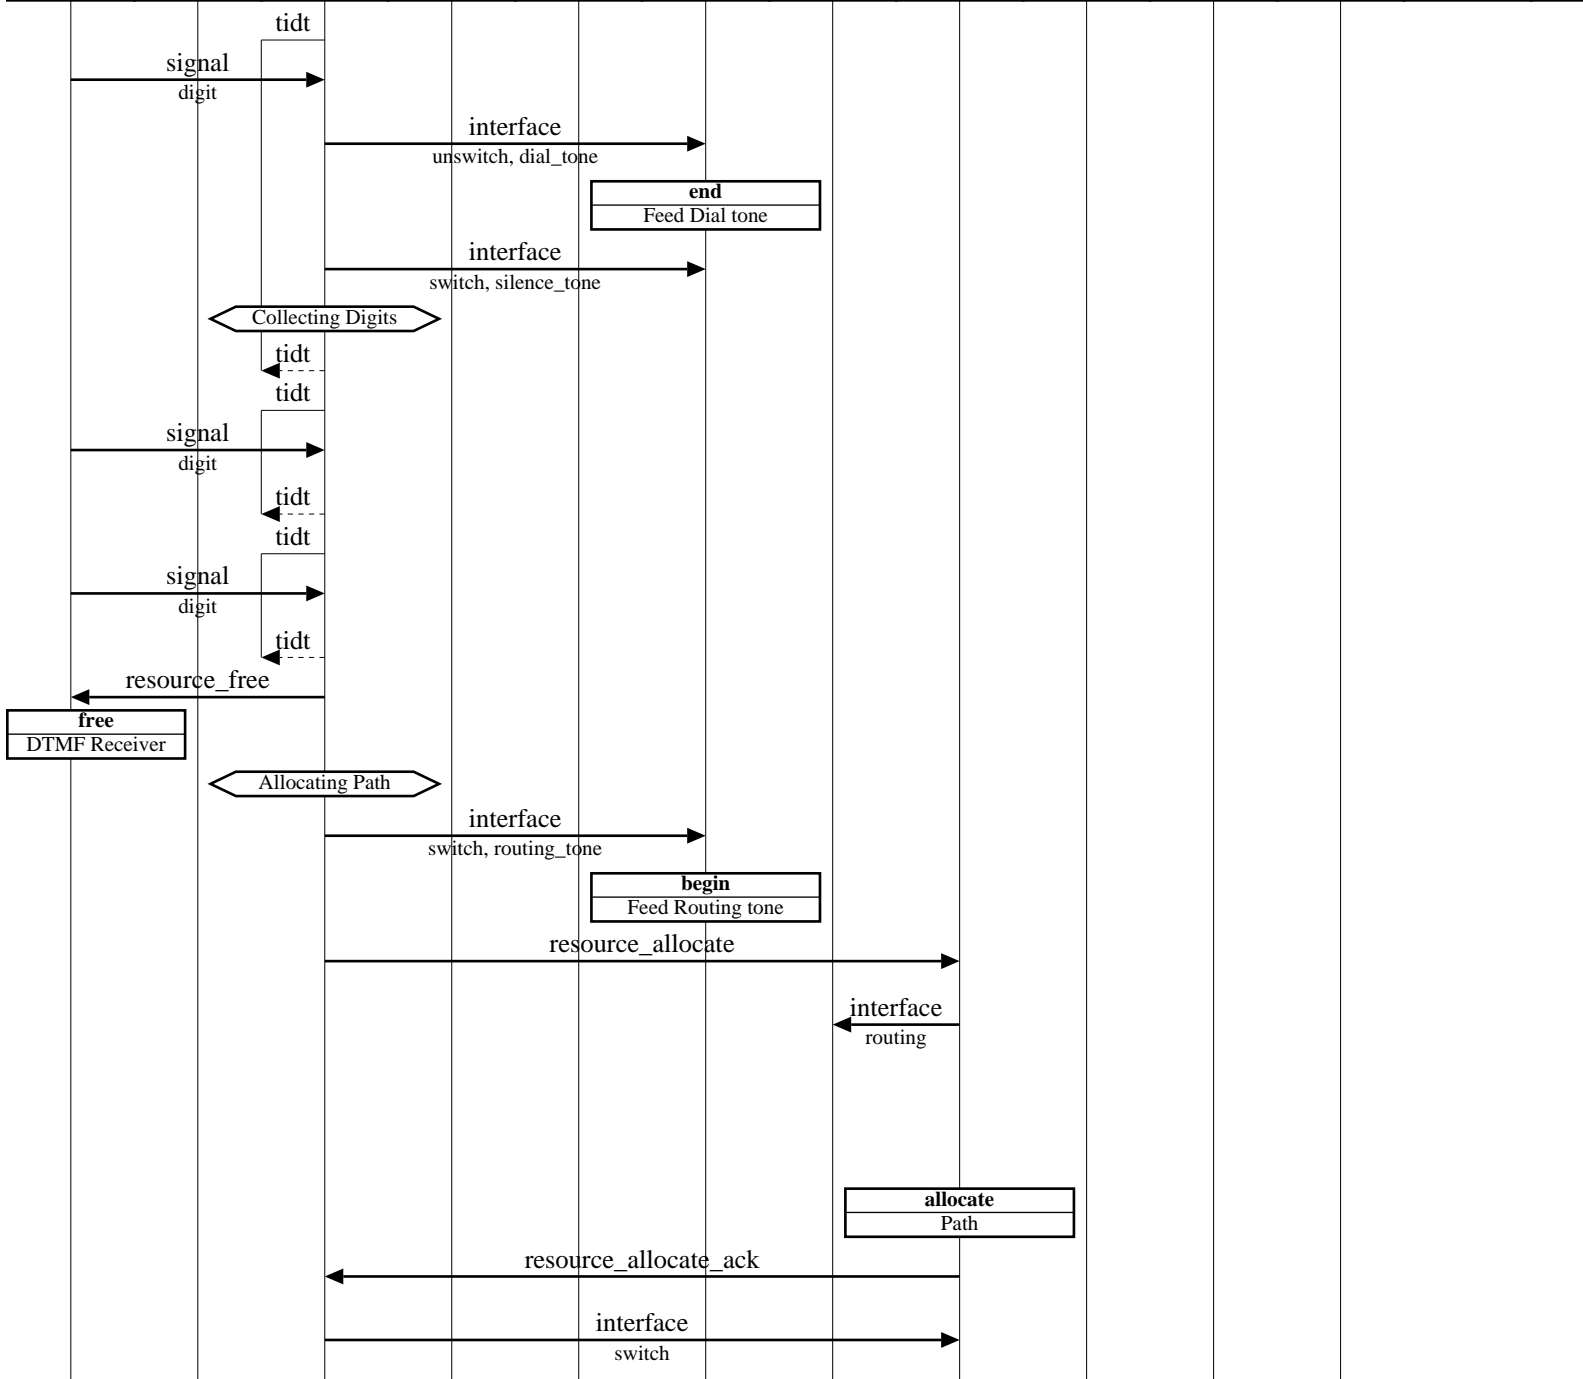 tidt
signal
digit
interface
unswitch, dial_tone
end
Feed Dial tone
interface
switch, silence_tone
Collecting Digits
tidt
tidt
signal
digit
tidt
tidt
signal
digit
tidt
resource_free
free
DTMF Receiver
Allocating Path
interface
switch, routing_tone
begin
Feed Routing tone
resource_allocate
interface
routing
allocate
Path
resource_allocate_ack
interface
switch